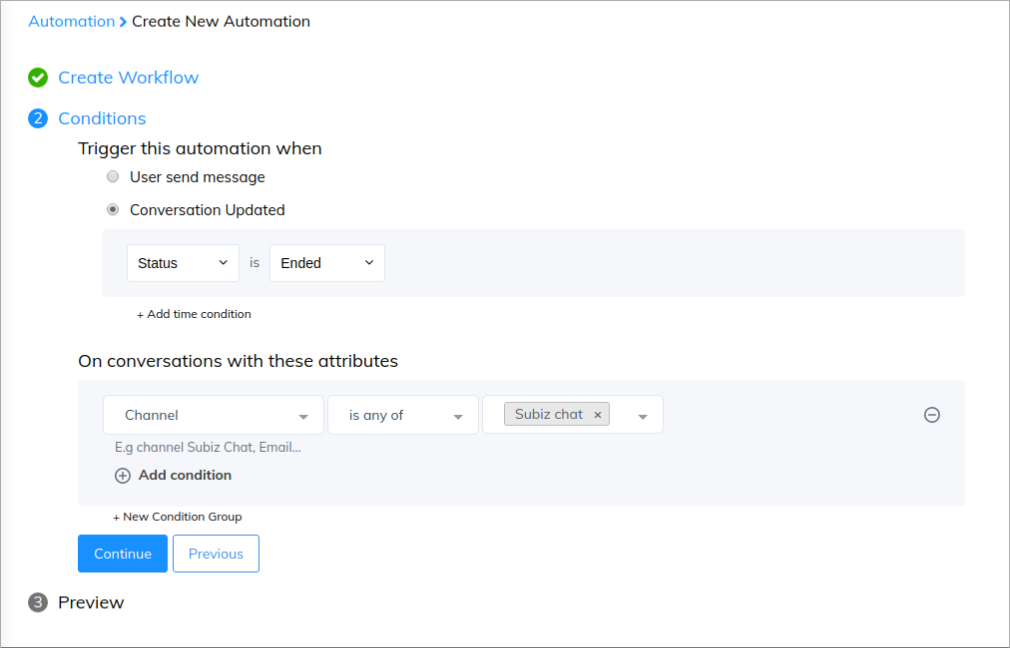 Automation > Create New Automation
Create Workflow
2 Conditions
Trigger this automation when
User send message
Conversation Updated
Status is Ended
+ Add time condition
On conversations with these attributes
Channel is any of Subiz chat ×
E.g channel Subiz Chat, Email...
Add condition
+ New Condition Group
Continue Previous
3 Preview